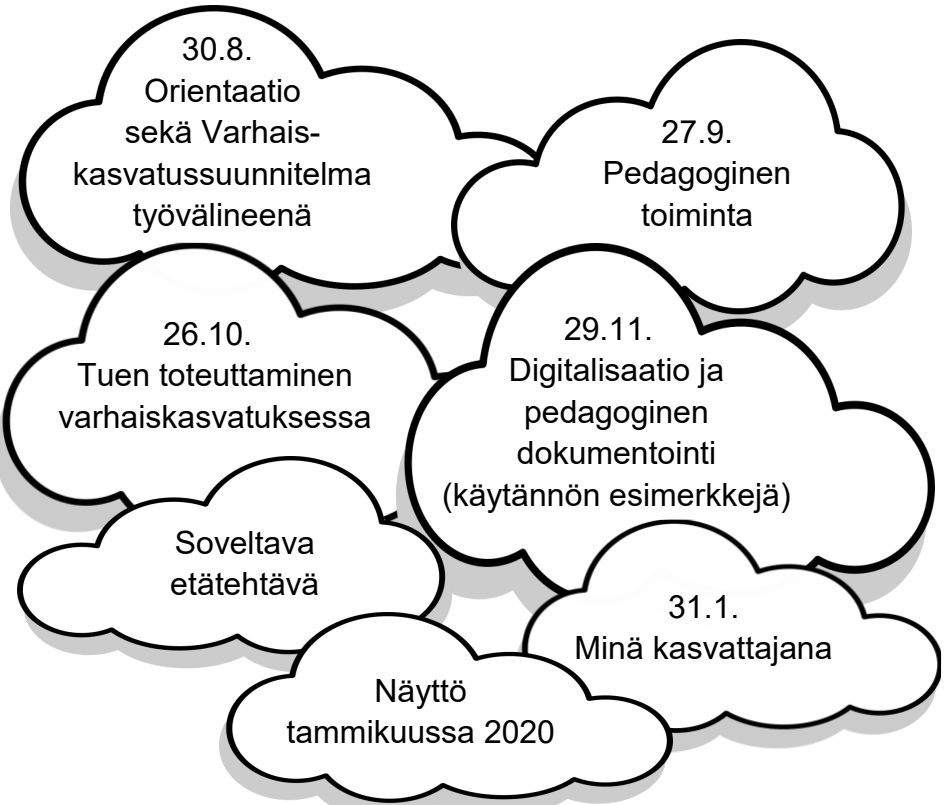 30.8.
Orientaatio
sekä Varhais-
kasvatussuunnitelma
työvälineenä
27.9.
Pedagoginen
toiminta
26.10.
Tuen toteuttaminen
varhaiskasvatuksessa
29.11.
Digitalisaatio ja
pedagoginen
dokumentointi
(käytännön esimerkkejä)
Soveltava
etätehtävä
31.1.
Minä kasvattajana
Näyttö
tammikuussa 2020